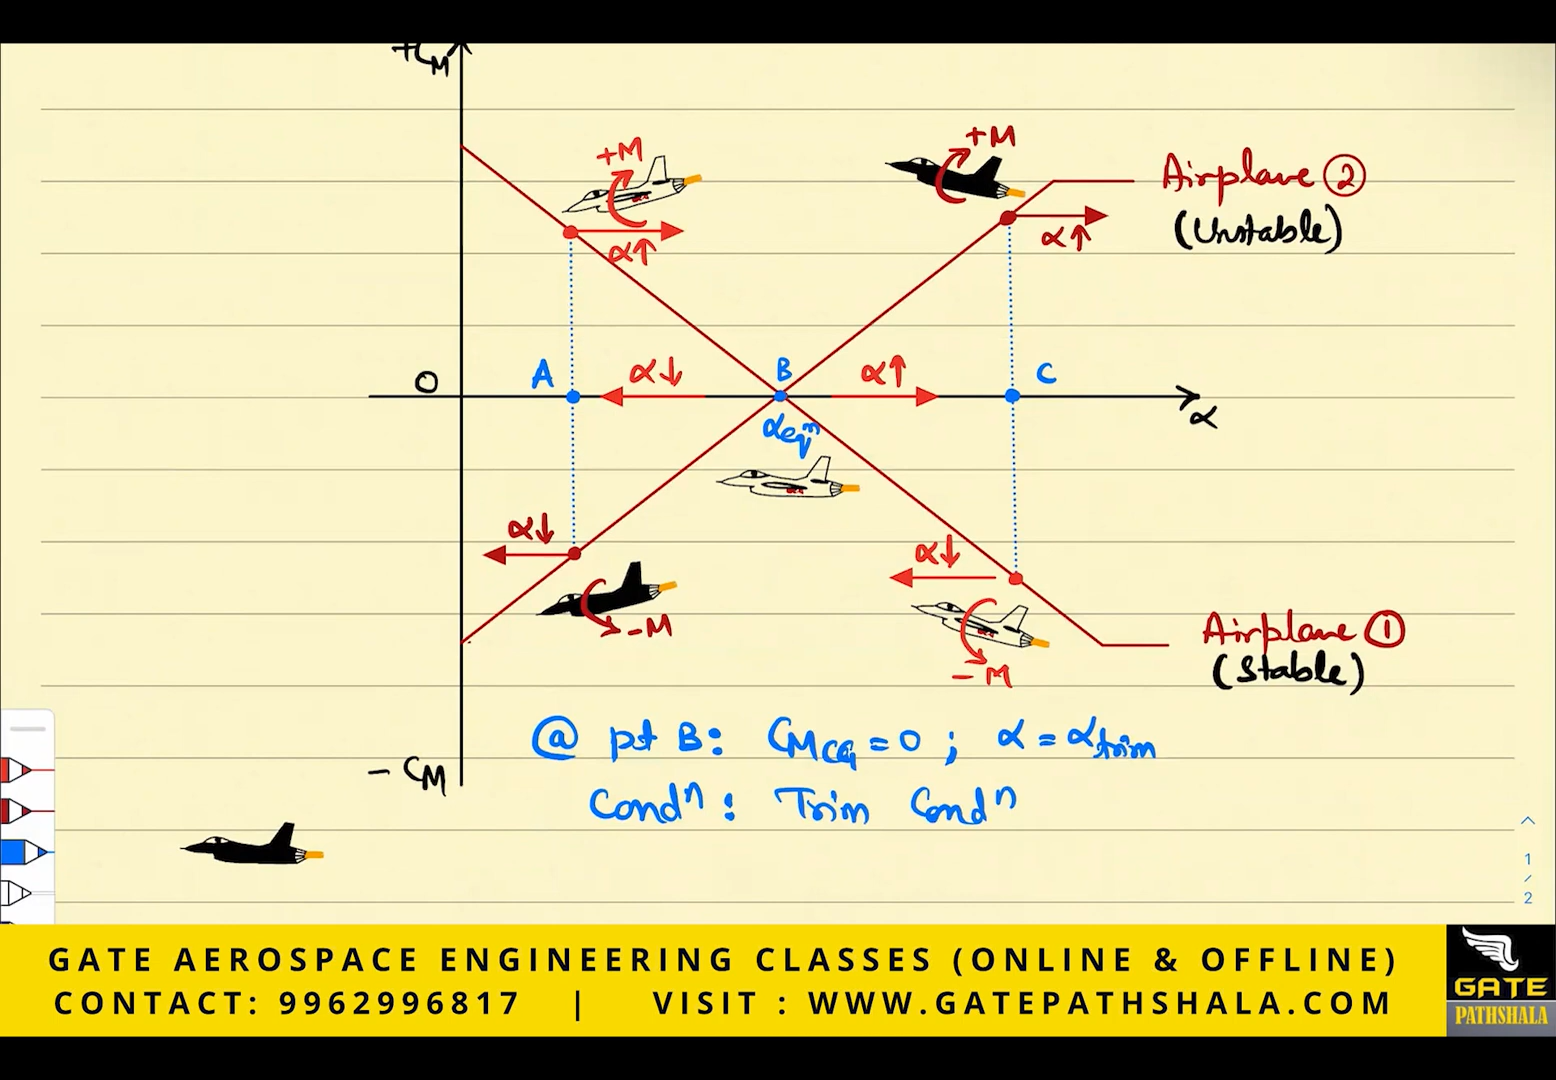 +CM
+M
+M
Airplane ②
(Unstable)
α↑
α↑
O
A
α↓
B
α↑
C
α
αeqⁿ
α↓
α↓
-M
-M
Airplane ①
(Stable)
@ pt B: CMCG = 0 ; α = αtrim
- CM
Condⁿ : Trim Condⁿ
1
/
2
GATE AEROSPACE ENGINEERING CLASSES (ONLINE & OFFLINE)
CONTACT: 9962996817 | VISIT : WWW.GATEPATHSHALA.COM
GATE
PATHSHALA